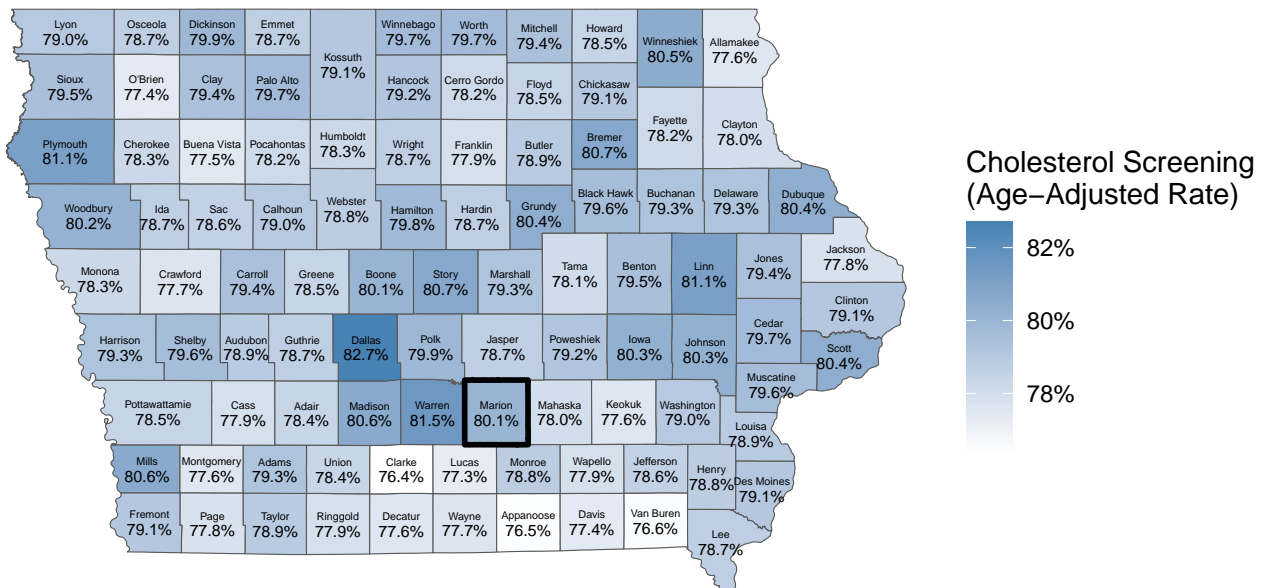 Lyon
79.0%
Osceola
78.7%
Dickinson
79.9%
Emmet
78.7%
Kossuth
79.1%
Winnebago
79.7%
Worth
79.7%
Mitchell
79.4%
Howard
78.5%
Winneshiek
80.5%
Allamakee
77.6%
Sioux
79.5%
O'Brien
77.4%
Clay
79.4%
Palo Alto
79.7%
Hancock
79.2%
Cerro Gordo
78.2%
Floyd
78.5%
Chickasaw
79.1%
Fayette
78.2%
Clayton
78.0%
Plymouth
81.1%
Cherokee
78.3%
Buena Vista
77.5%
Pocahontas
78.2%
Humboldt
78.3%
Wright
78.7%
Franklin
77.9%
Butler
78.9%
Bremer
80.7%
Woodbury
80.2%
Ida
78.7%
Sac
78.6%
Calhoun
79.0%
Webster
78.8%
Hamilton
79.8%
Hardin
78.7%
Grundy
80.4%
Black Hawk
79.6%
Buchanan
79.3%
Delaware
79.3%
Dubuque
80.4%
Monona
78.3%
Crawford
77.7%
Carroll
79.4%
Greene
78.5%
Boone
80.1%
Story
80.7%
Marshall
79.3%
Tama
78.1%
Benton
79.5%
Linn
81.1%
Jones
79.4%
Jackson
77.8%
Clinton
79.1%
Harrison
79.3%
Shelby
79.6%
Audubon
78.9%
Guthrie
78.7%
Dallas
82.7%
Polk
79.9%
Jasper
78.7%
Poweshiek
79.2%
Iowa
80.3%
Johnson
80.3%
Cedar
79.7%
Scott
80.4%
Muscatine
79.6%
Pottawattamie
78.5%
Cass
77.9%
Adair
78.4%
Madison
80.6%
Warren
81.5%
Marion
80.1%
Mahaska
78.0%
Keokuk
77.6%
Washington
79.0%
Louisa
78.9%
Mills
80.6%
Montgomery
77.6%
Adams
79.3%
Union
78.4%
Clarke
76.4%
Lucas
77.3%
Monroe
78.8%
Wapello
77.9%
Jefferson
78.6%
Henry
78.8%
Des Moines
79.1%
Fremont
79.1%
Page
77.8%
Taylor
78.9%
Ringgold
77.9%
Decatur
77.6%
Wayne
77.7%
Appanoose
76.5%
Davis
77.4%
Van Buren
76.6%
Lee
78.7%
Cholesterol Screening
(Age−Adjusted Rate)
82%
80%
78%